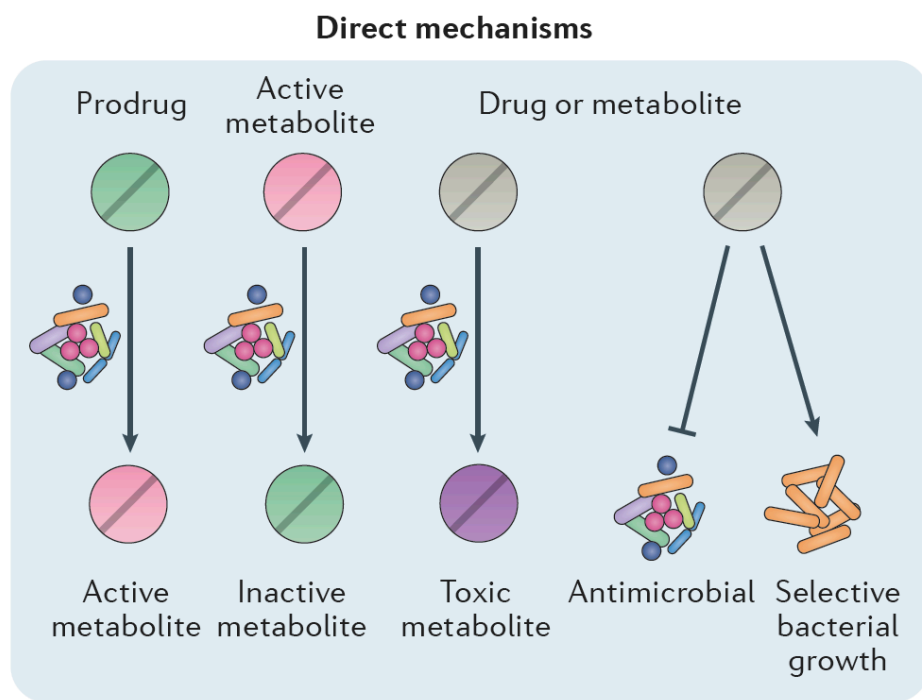 Direct mechanisms
Prodrug
Active
metabolite
Drug or metabolite
Active
metabolite
Inactive
metabolite
Toxic
metabolite
Antimicrobial
Selective
bacterial
growth